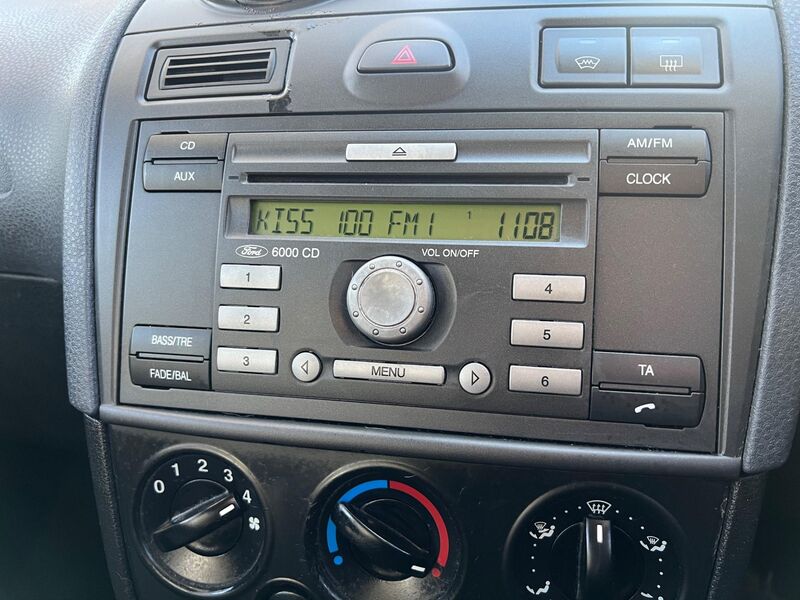 CD
AUX
AM/FM
CLOCK
KISS 100 FM1 1 1108
Ford 6000 CD
VOL ON/OFF
1
2
3
4
5
6
BASS/TRE
FADE/BAL
MENU
TA
0 1 2 3 4